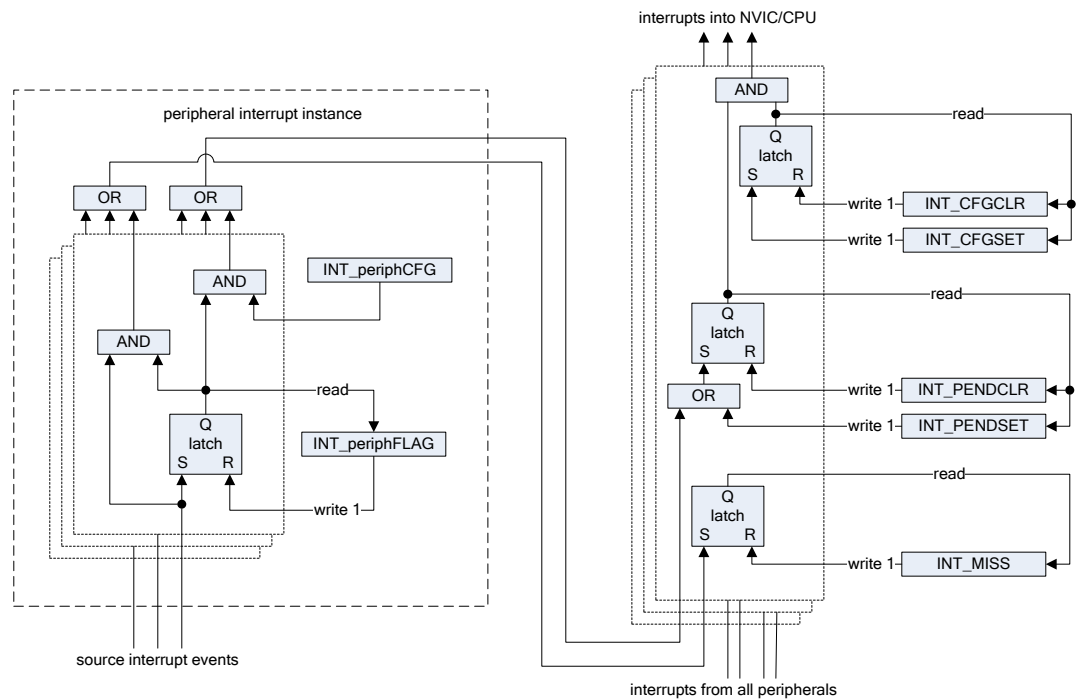 interrupts into NVIC/CPU
peripheral interrupt instance
AND
read
Q
latch
S R
OR
OR
write 1
INT_CFGCLR
write 1
INT_CFGSET
AND
INT_periphCFG
read
AND
Q
latch
S R
read
OR
write 1
INT_PENDCLR
write 1
INT_PENDSET
Q
latch
S R
INT_periphFLAG
write 1
read
Q
latch
S R
write 1
INT_MISS
source interrupt events
interrupts from all peripherals